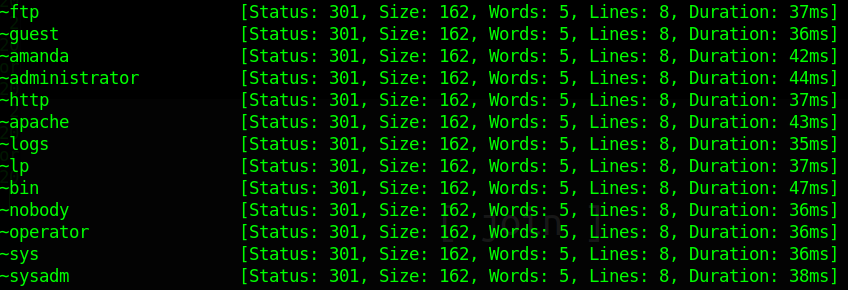 ~ftp [Status: 301, Size: 162, Words: 5, Lines: 8, Duration: 37ms]
~guest [Status: 301, Size: 162, Words: 5, Lines: 8, Duration: 36ms]
~amanda [Status: 301, Size: 162, Words: 5, Lines: 8, Duration: 42ms]
~administrator [Status: 301, Size: 162, Words: 5, Lines: 8, Duration: 44ms]
~http [Status: 301, Size: 162, Words: 5, Lines: 8, Duration: 37ms]
~apache [Status: 301, Size: 162, Words: 5, Lines: 8, Duration: 43ms]
~logs [Status: 301, Size: 162, Words: 5, Lines: 8, Duration: 35ms]
~lp [Status: 301, Size: 162, Words: 5, Lines: 8, Duration: 37ms]
~bin [Status: 301, Size: 162, Words: 5, Lines: 8, Duration: 47ms]
~nobody [Status: 301, Size: 162, Words: 5, Lines: 8, Duration: 36ms]
~operator [Status: 301, Size: 162, Words: 5, Lines: 8, Duration: 36ms]
~sys [Status: 301, Size: 162, Words: 5, Lines: 8, Duration: 36ms]
~sysadm [Status: 301, Size: 162, Words: 5, Lines: 8, Duration: 38ms]